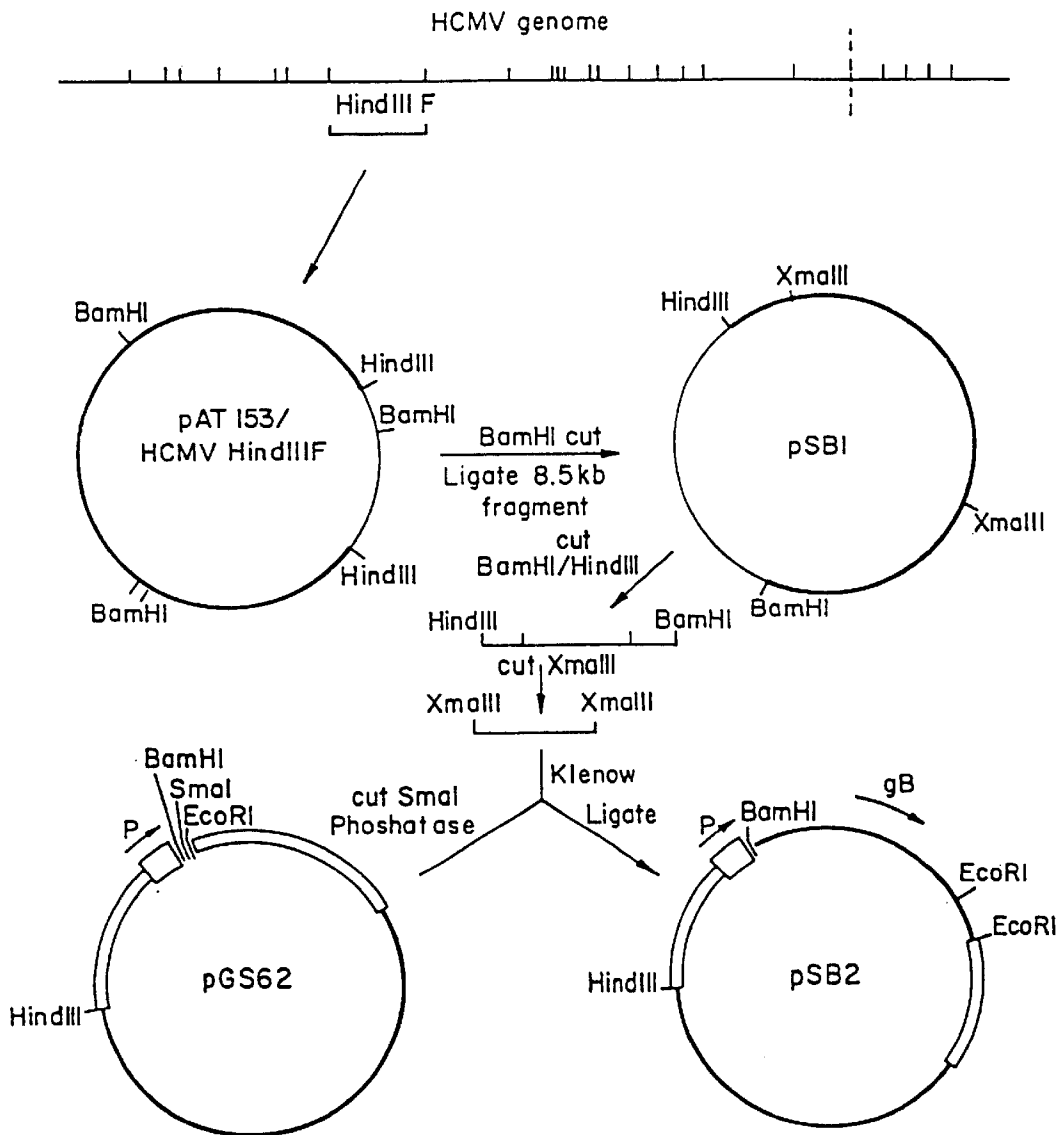 HCMV genome
HindIII F
BamHI
HindIII
BamHI
pAT 153/
HCMV HindIIIF
HindIII
BamHI
BamHI cut
Ligate 8.5kb
fragment
XmaIII
HindIII
pSB1
XmaIII
BamHI
cut
BamHI/HindIII
HindIII
BamHI
cut XmaIII
XmaIII
XmaIII
Klenow
cut SmaI
Phoshatase
Ligate
BamHI
SmaI
EcoRI
P
pGS62
HindIII
P
BamHI
gB
EcoRI
EcoRI
HindIII
pSB2